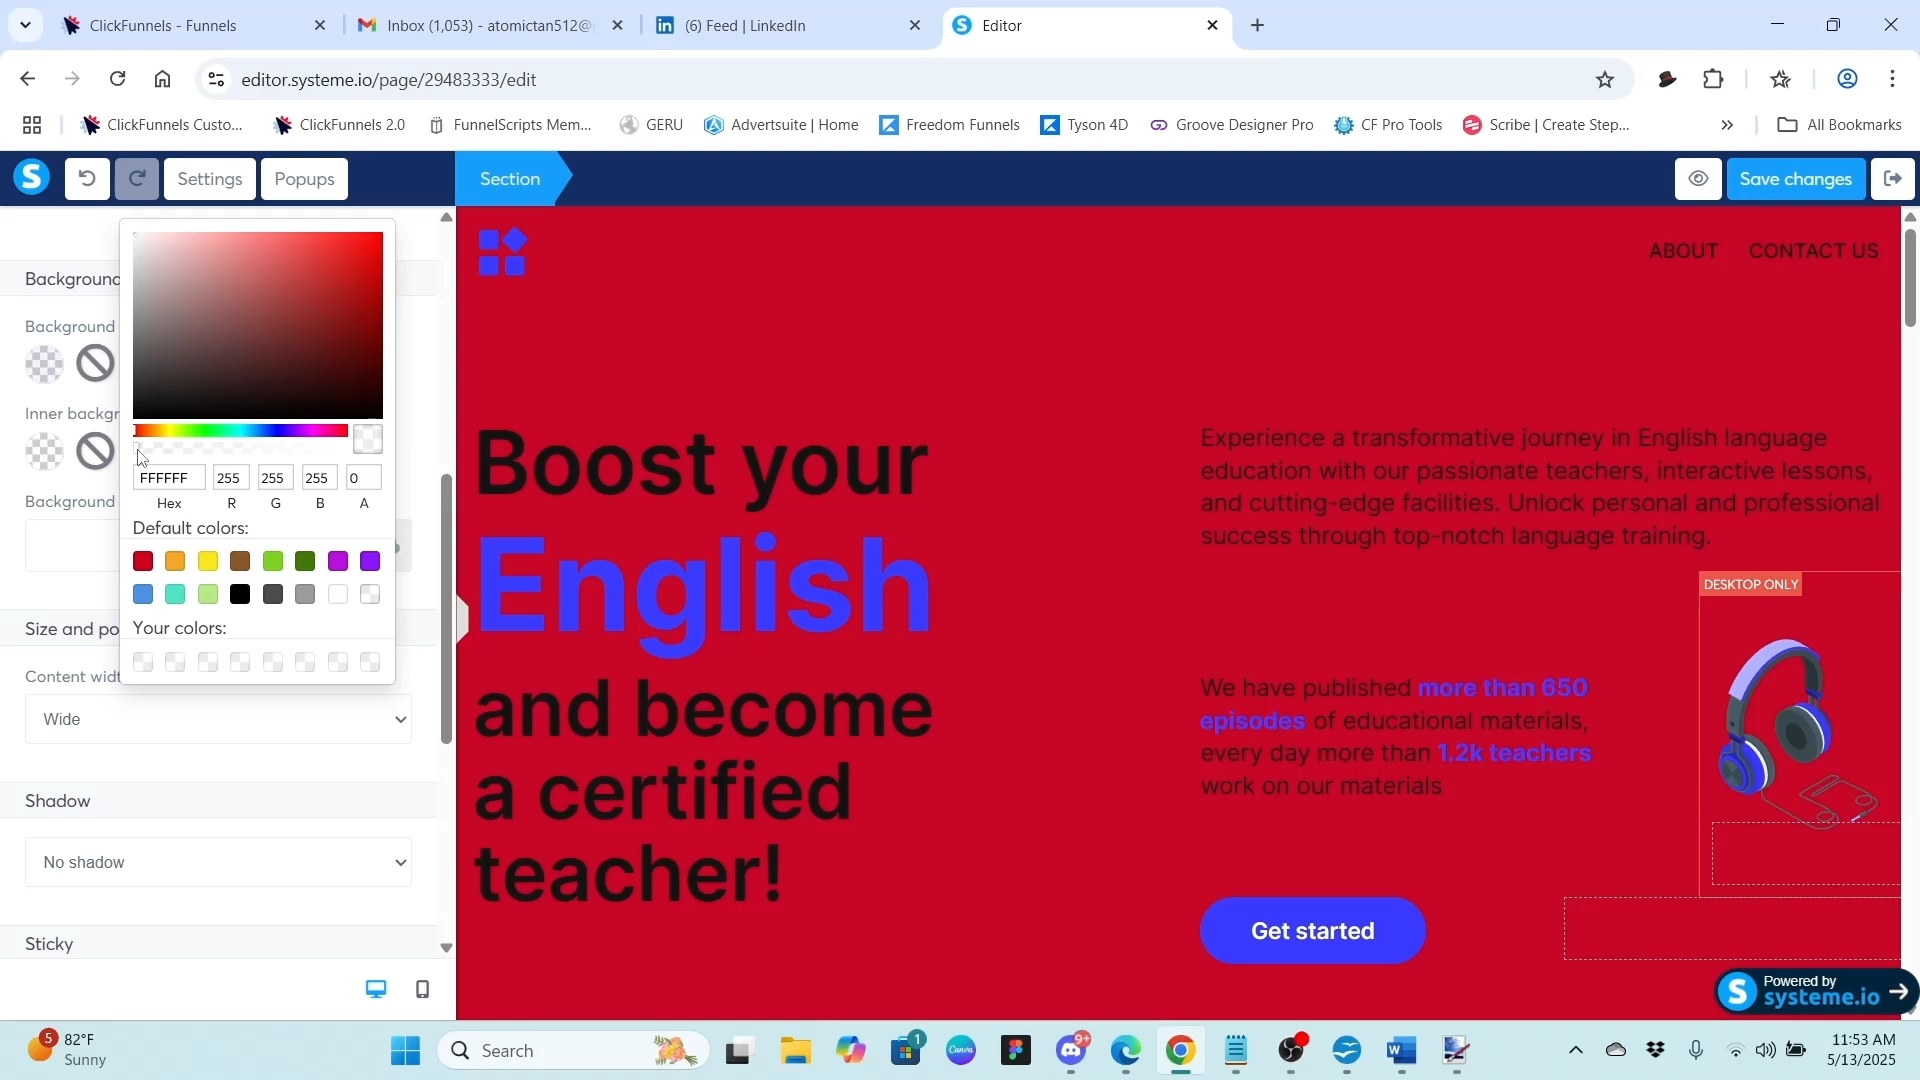 ClickFunnels - Funnels
Inbox (1,053) - atomictan512@
(6) Feed | LinkedIn
Editor
editor.systeme.io/page/29483333/edit
ClickFunnels Custo...
ClickFunnels 2.0
FunnelScripts Mem...
GERU
Advertsuite | Home
Freedom Funnels
Tyson 4D
Groove Designer Pro
CF Pro Tools
Scribe | Create Step...
All Bookmarks
Settings
Popups
Section
Save changes
Background
Background
Inner backgr
Background
FFFFFF
255
255
255
0
Hex
R
G
B
A
Default colors:
Your colors:
Size and po
Content widt
Wide
Shadow
No shadow
Sticky
ABOUT
CONTACT US
Boost your
English
and become
a certified
teacher!
Experience a transformative journey in English language
education with our passionate teachers, interactive lessons,
and cutting-edge facilities. Unlock personal and professional
success through top-notch language training.
DESKTOP ONLY
We have published more than 650
episodes of educational materials,
every day more than 1.2k teachers
work on our materials
Get started
Powered by
systeme.io
5
82°F
Sunny
Search
1
Canva
9+
11:53 AM
5/13/2025